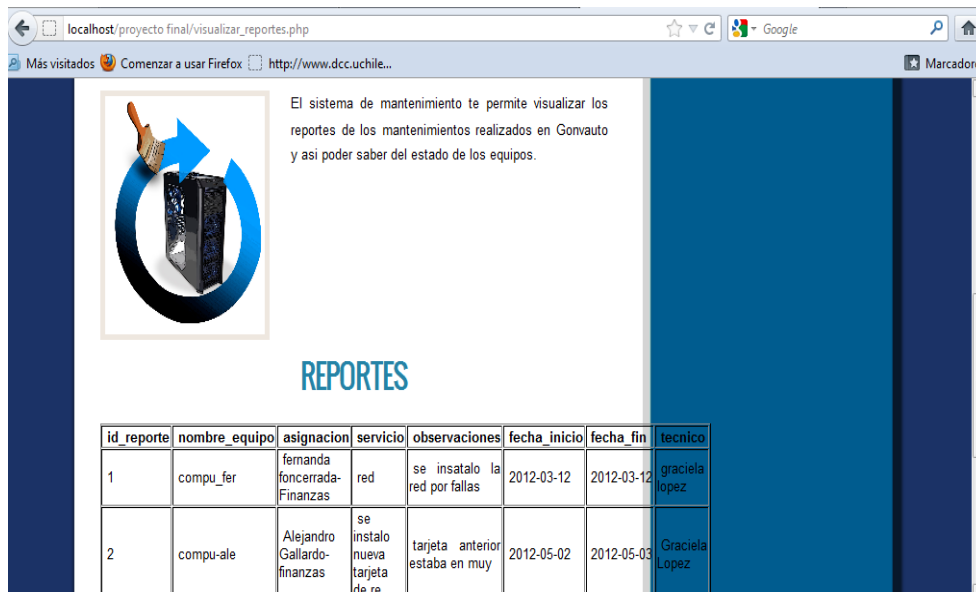 localhost/proyecto final/visualizar_reportes.php
Google
Más visitados
Comenzar a usar Firefox
http://www.dcc.uchile...
El sistema de mantenimiento te permite visualizar los
reportes de los mantenimientos realizados en Gonvauto
y asi poder saber del estado de los equipos.
REPORTES
id_reporte nombre_equipo asignacion servicio observaciones fecha_inicio fecha_fin tecnico
1 compu_fer fernanda foncerrada-Finanzas red se insatalo la red por fallas 2012-03-12 2012-03-12 graciela lopez
2 compu-ale Alejandro Gallardo-finanzas se instalo nueva tarjeta de re tarjeta anterior estaba en muy 2012-05-02 2012-05-03 Graciela Lopez